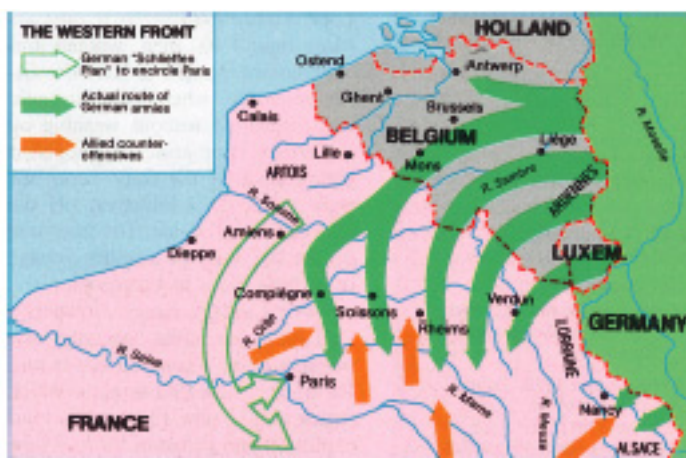 THE WESTERN FRONT
German "Schlieffen
Plan" to encircle Paris
Actual route of
German armies
Allied counter-
offensives
HOLLAND
Ostend
Antwerp
Ghent
Calais
Brussels
BELGIUM
Liège
Lille
Mons
ARTOIS
R. Sambre
ARDENNES
R. Moselle
R. Somme
Amiens
Dieppe
LUXEM.
Compiègne
Soissons
Rheims
Verdun
GERMANY
R. Oise
LORRAINE
R. Seine
Paris
R. Marne
R. Meuse
Nancy
FRANCE
ALSACE